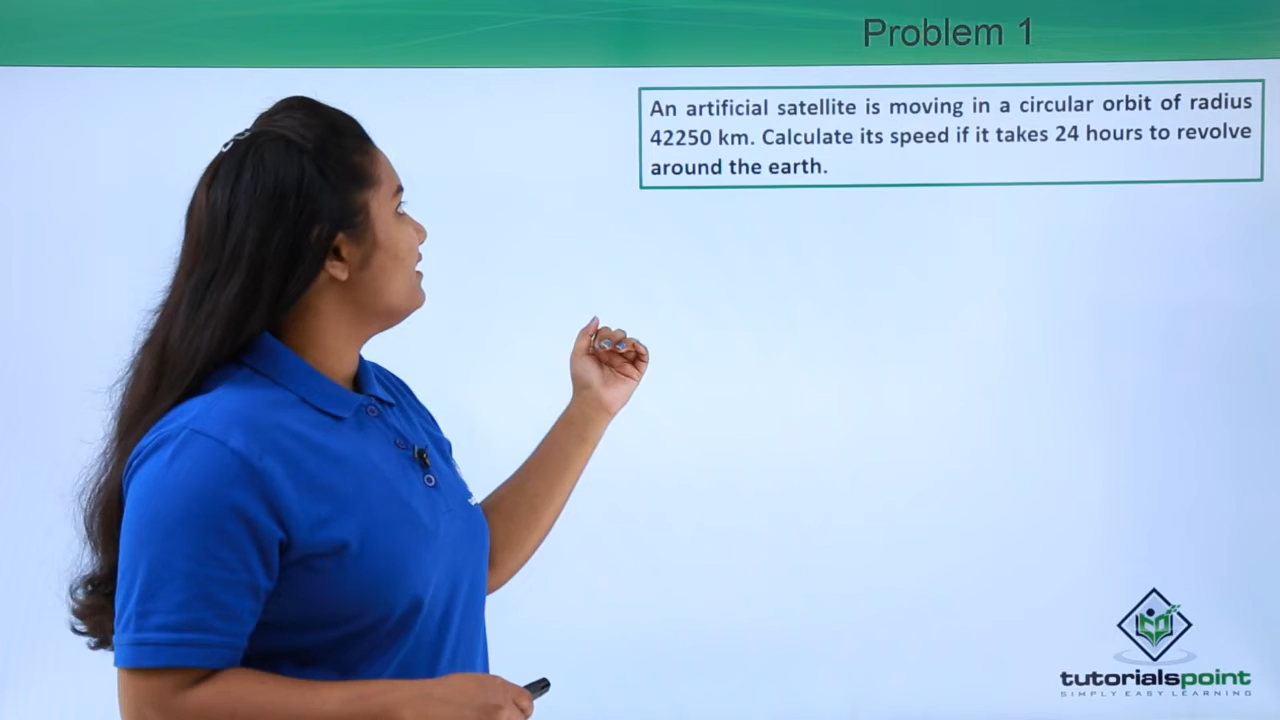 Problem 1
An artificial satellite is moving in a circular orbit of radius
42250 km. Calculate its speed if it takes 24 hours to revolve
around the earth.
tutorialspoint
SIMPLY EASY LEARNING